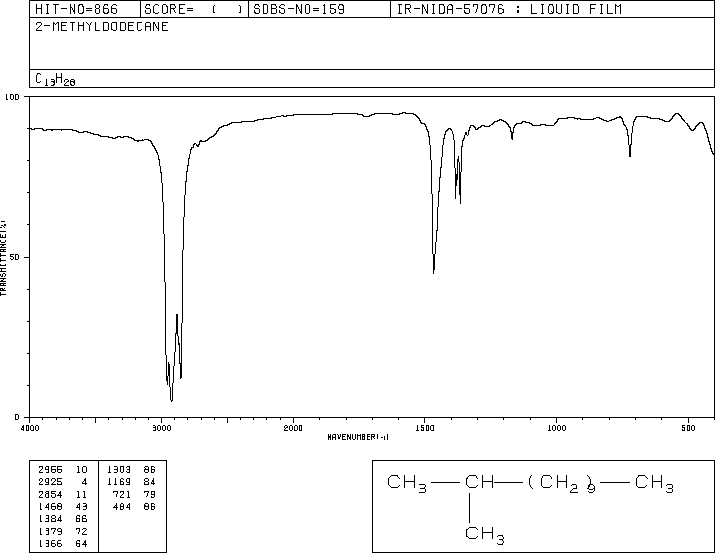 HIT-NO=866 SCORE= ( ) SDBS-NO=159 IR-NIDA-57076 : LIQUID FILM
2-METHYLDODECANE
C13H28
100
50
0
TRANSMITTANCE(%)
4000 3000 2000 1500 1000 500
WAVENUMBER(-1)
2956 10 1303 86
2925 4 1169 84
2854 11 721 79
1468 43 484 86
1384 66
1379 72
1366 64
CH3 CH (CH2)9 CH3
CH3